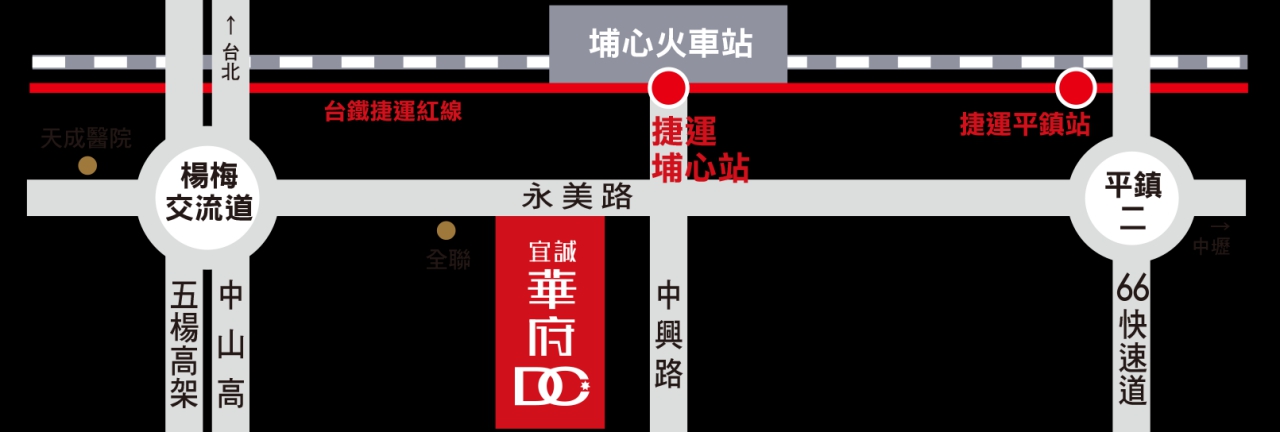 ↑台北
埔心火車站
台鐵捷運紅線
捷運
埔心站
捷運平鎮站
天成醫院
楊梅
交流道
永美路
平鎮
二
→
中壢
全聯
宜誠
華府
DC
五楊高架
中山高
中興路
66快速道